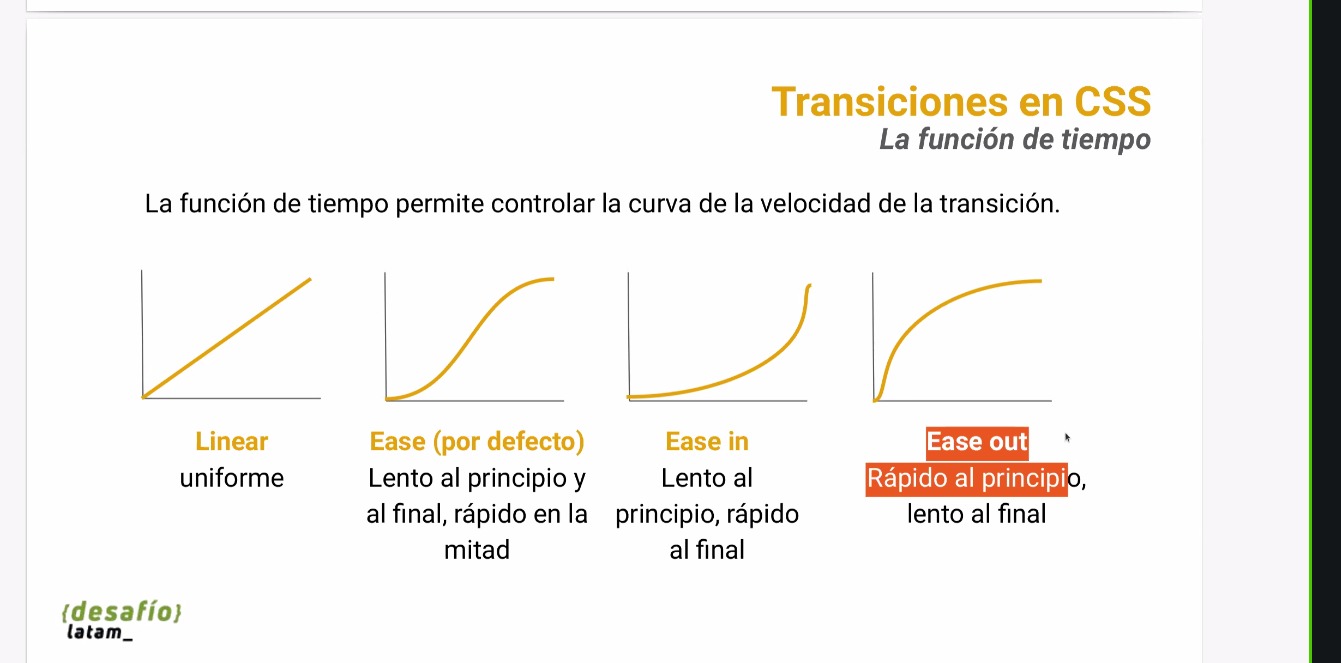 Transiciones en CSS
La función de tiempo
La función de tiempo permite controlar la curva de la velocidad de la transición.
Linear
uniforme
Ease (por defecto)
Lento al principio y
al final, rápido en la
mitad
Ease in
Lento al
principio, rápido
al final
Ease out
Rápido al principio,
lento al final
{desafío}
latam_